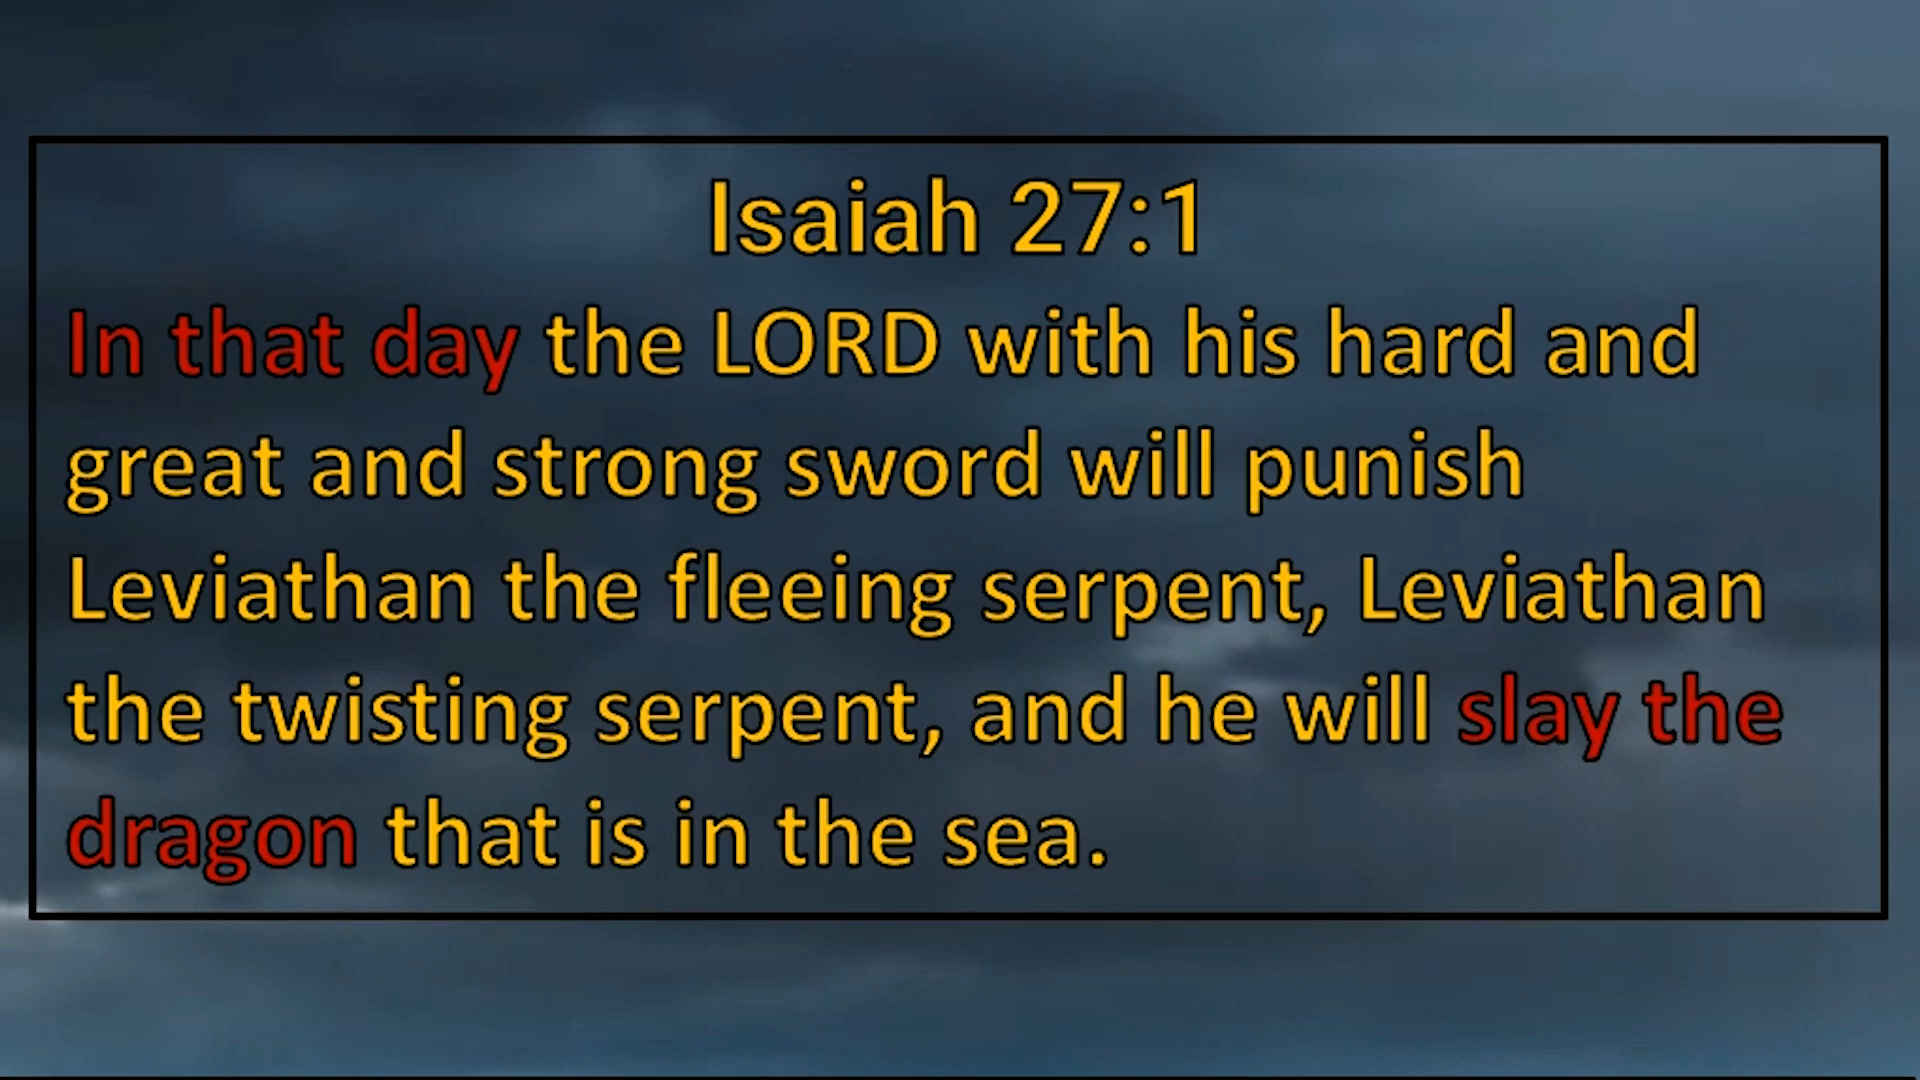 Isaiah 27:1
In that day the LORD with his hard and
great and strong sword will punish
Leviathan the fleeing serpent, Leviathan
the twisting serpent, and he will slay the
dragon that is in the sea.